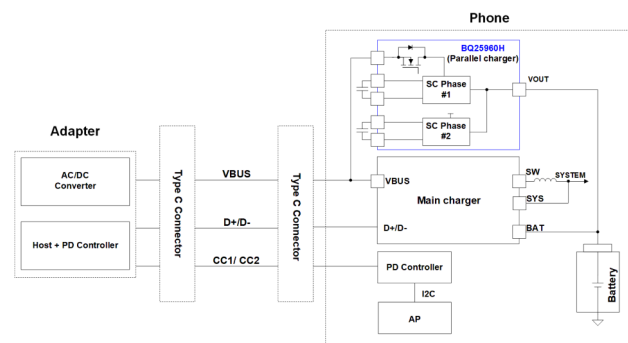 Phone
BQ25960H
(Parallel charger)
SC Phase
#1
VOUT
SC Phase
#2
Adapter
AC/DC
Converter
Host + PD Controller
Type C Connector
VBUS
D+/D-
CC1/ CC2
Type C Connector
VBUS
Main charger
D+/D-
SW
SYSTEM
SYS
BAT
PD Controller
I2C
AP
Battery